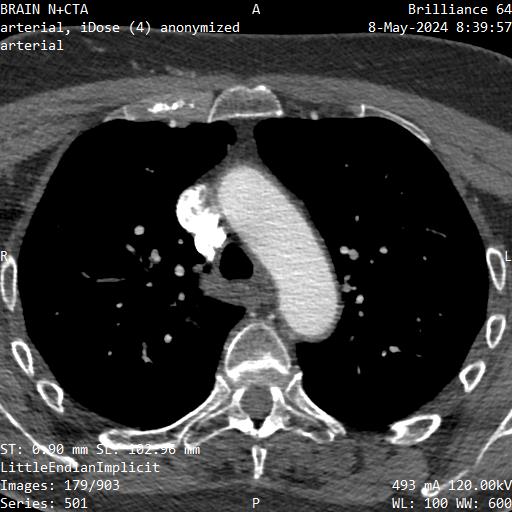 BRAIN N+CTA
A
Brilliance 64
arterial, iDose (4) anonymized
8-May-2024 8:39:57
arterial
R
L
ST: 0.90 mm SL: 102.96 mm
LittleEndianImplicit
Images: 179/903
493 mA 120.00kV
Series: 501
P
WL: 100 WW: 600